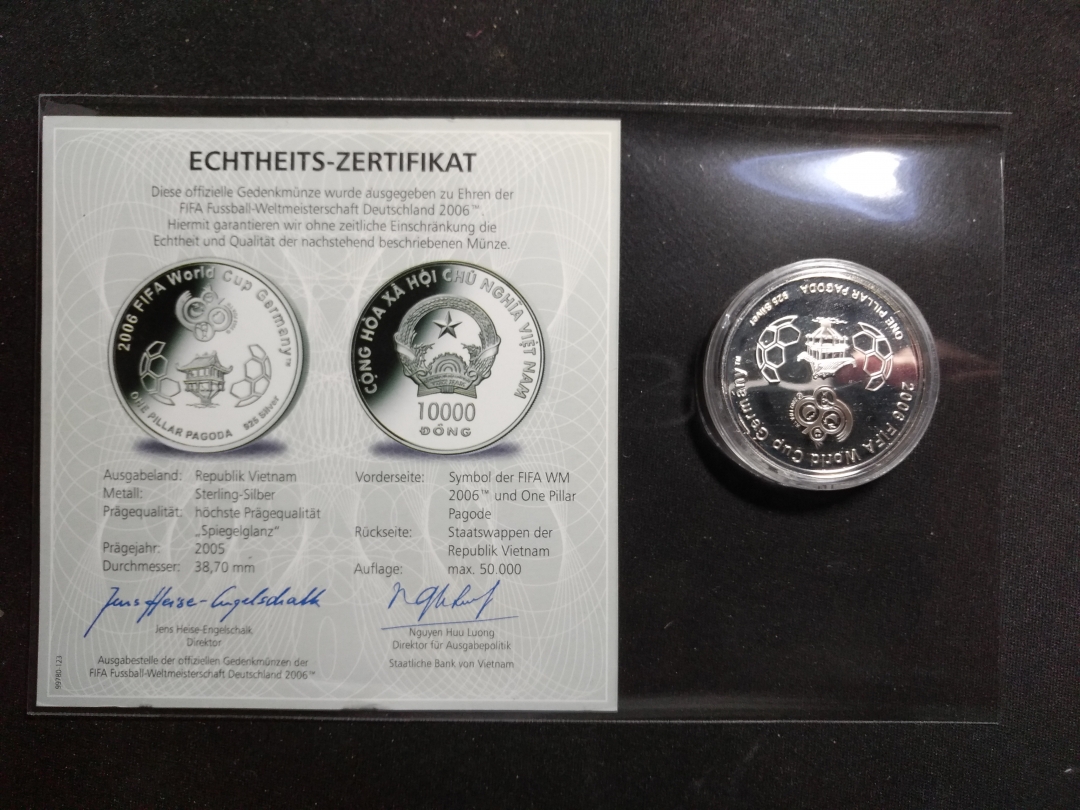 ECHTHEITS-ZERTIFIKAT
Diese offizielle Gedenkmünze wurde ausgegeben zu Ehren der
FIFA Fussball-Weltmeisterschaft Deutschland 2006™.
Hiermit garantieren wir ohne zeitliche Einschränkung die
Echtheit und Qualität der nachstehend beschriebenen Münze.
2006 FIFA World Cup Germany™
ONE PILLAR PAGODA 925 Silver
CỘNG HÒA XÃ HỘI CHỦ NGHĨA VIỆT NAM
10000
ĐỒNG
Ausgabeland: Republik Vietnam
Metall: Sterling-Silber
Prägequalität: höchste Prägequalität
„Spiegelglanz“
Prägejahr: 2005
Durchmesser: 38,70 mm
Vorderseite: Symbol der FIFA WM
2006™ und One Pillar
Pagode
Rückseite: Staatswappen der
Republik Vietnam
Auflage: max. 50.000
Jens Heise-Engelschalk
Jens Heise-Engelschalk
Direktor
Ausgabestelle der offiziellen Gedenkmünzen der
FIFA Fussball-Weltmeisterschaft Deutschland 2006™
Nguyen Huu Luong
Direktor für Ausgabepolitik
Staatliche Bank von Vietnam
99780-123
ONE PILLAR PAGODA 925 Silver
2006 FIFA World Cup Germany™